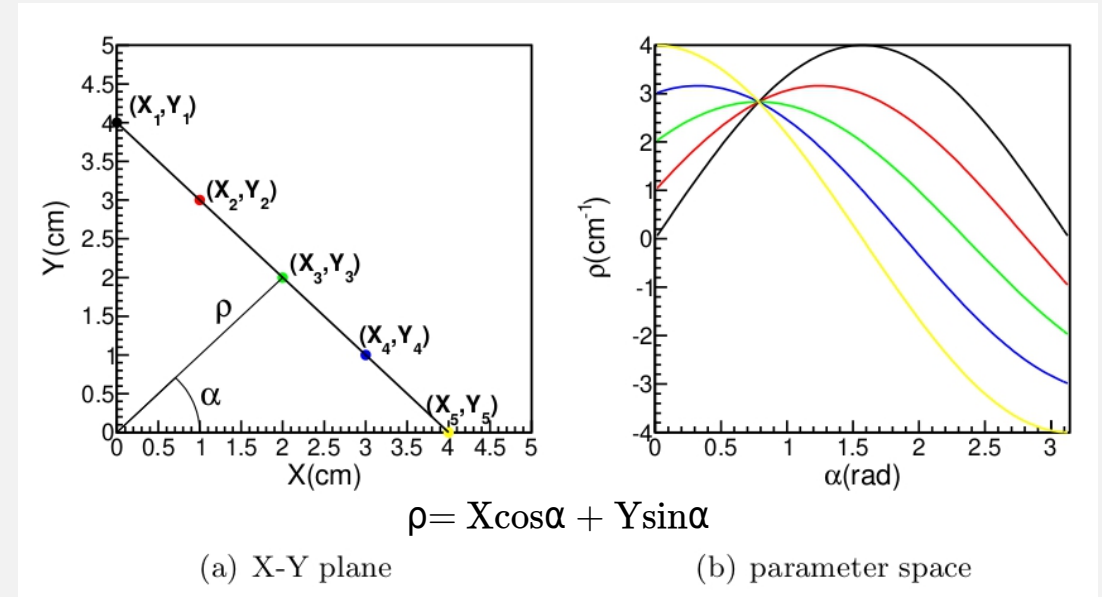 5
4.5
4
3.5
3
2.5
2
1.5
1
0.5
0
Y(cm)
(X₁,Y₁)
(X₂,Y₂)
(X₃,Y₃)
(X₄,Y₄)
(X₅,Y₅)
ρ
α
0 0.5 1 1.5 2 2.5 3 3.5 4 4.5 5
X(cm)
4
3
2
1
0
-1
-2
-3
-4
ρ(cm⁻¹)
0 0.5 1 1.5 2 2.5 3
α(rad)
ρ= Xcosα + Ysinα
(a) X-Y plane
(b) parameter space